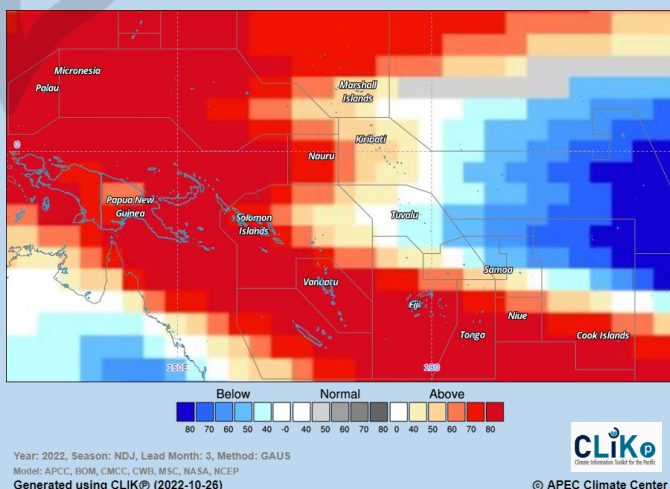 Micronesia
Palau
Marshall
Islands
0
Kiribati
Nauru
Papua New
Guinea
Solomon
Islands
Tuvalu
Samoa
Vanuatu
Fiji
Niue
Tonga
Cook Islands
150E
180
Below Normal Above
80 70 60 50 40 -0 40 50 60 70 80 0 40 50 60 70 80
CLiK℗
Climate Information Toolkit for the Pacific
Year: 2022, Season: NDJ, Lead Month: 3, Method: GAUS
Model: APCC, BOM, CMCC, CWB, MSC, NASA, NCEP
Generated using CLIK℗ (2022-10-26)
© APEC Climate Center